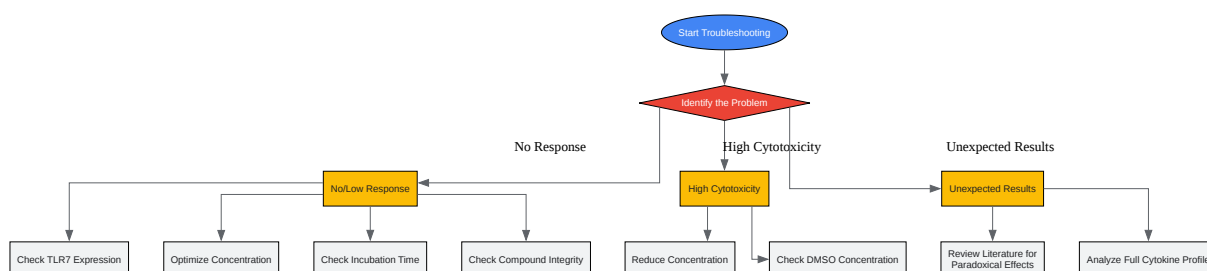 Start Troubleshooting
Identify the Problem
No Response
High Cytotoxicity
Unexpected Results
No/Low Response
High Cytotoxicity
Unexpected Results
Check TLR7 Expression
Optimize Concentration
Check Incubation Time
Check Compound Integrity
Reduce Concentration
Check DMSO Concentration
Review Literature for
Paradoxical Effects
Analyze Full Cytokine Profile